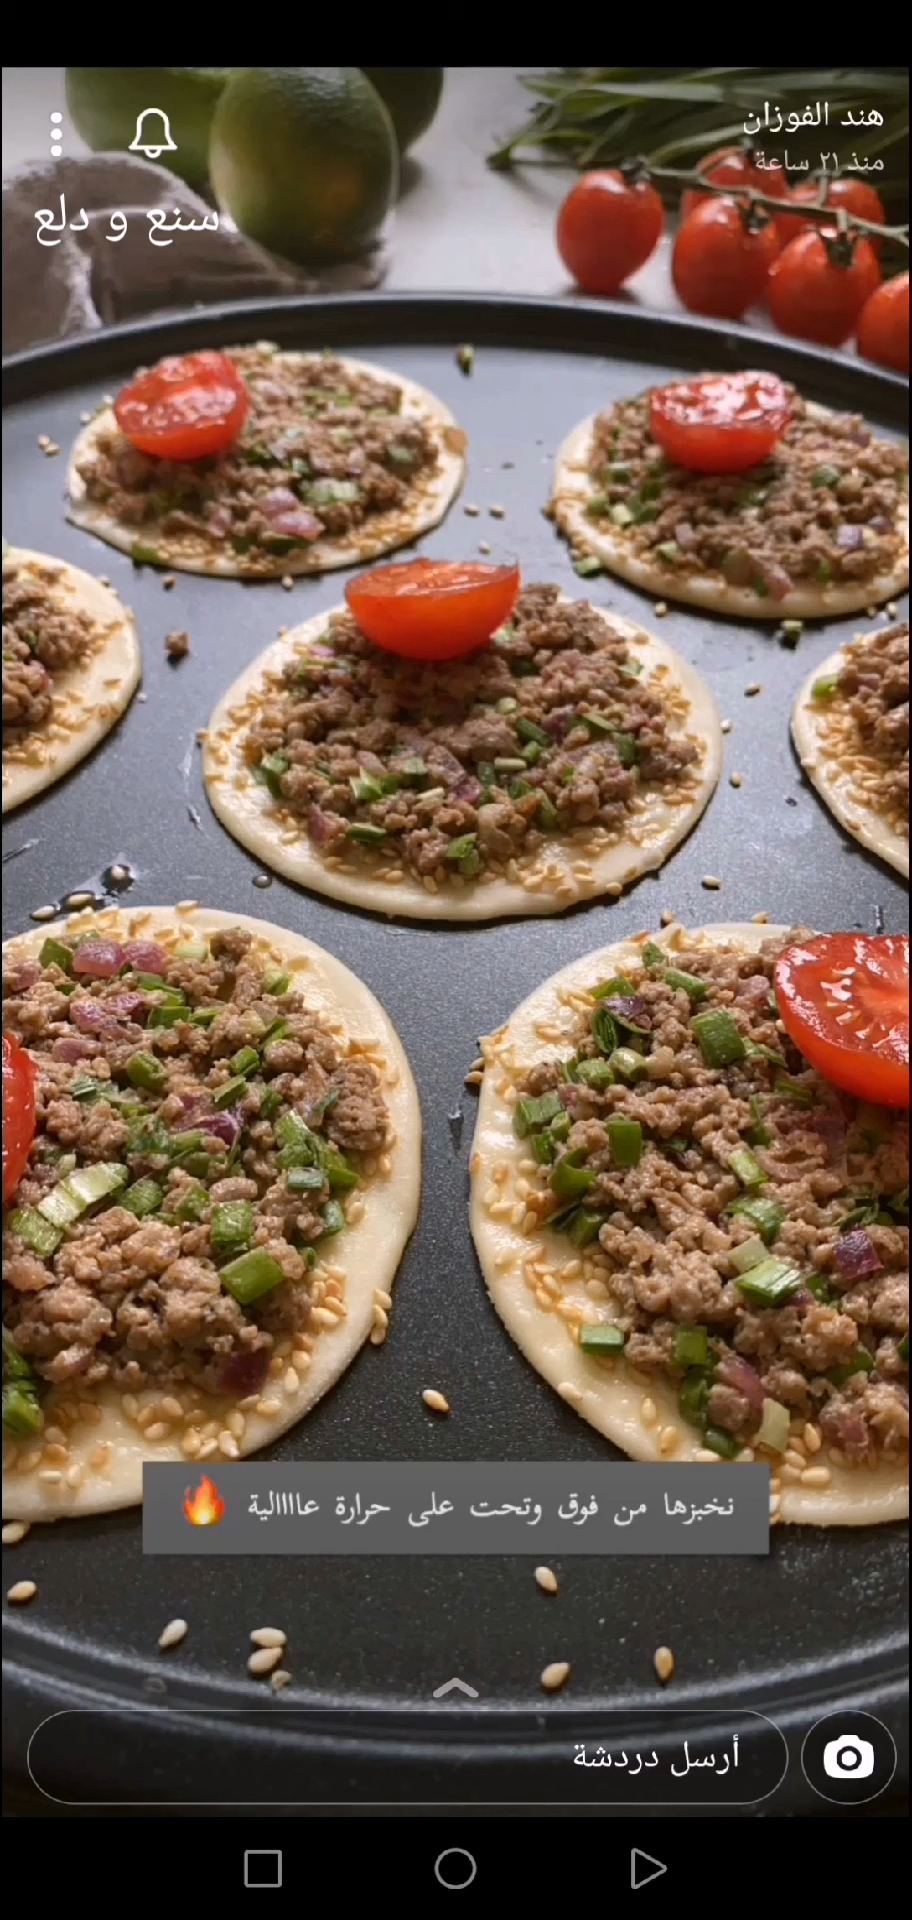 هند الفوزان
منذ ٢١ ساعة
سنع و دلع
نخبزها من فوق وتحت على حرارة عاااالية 🔥
أرسل دردشة